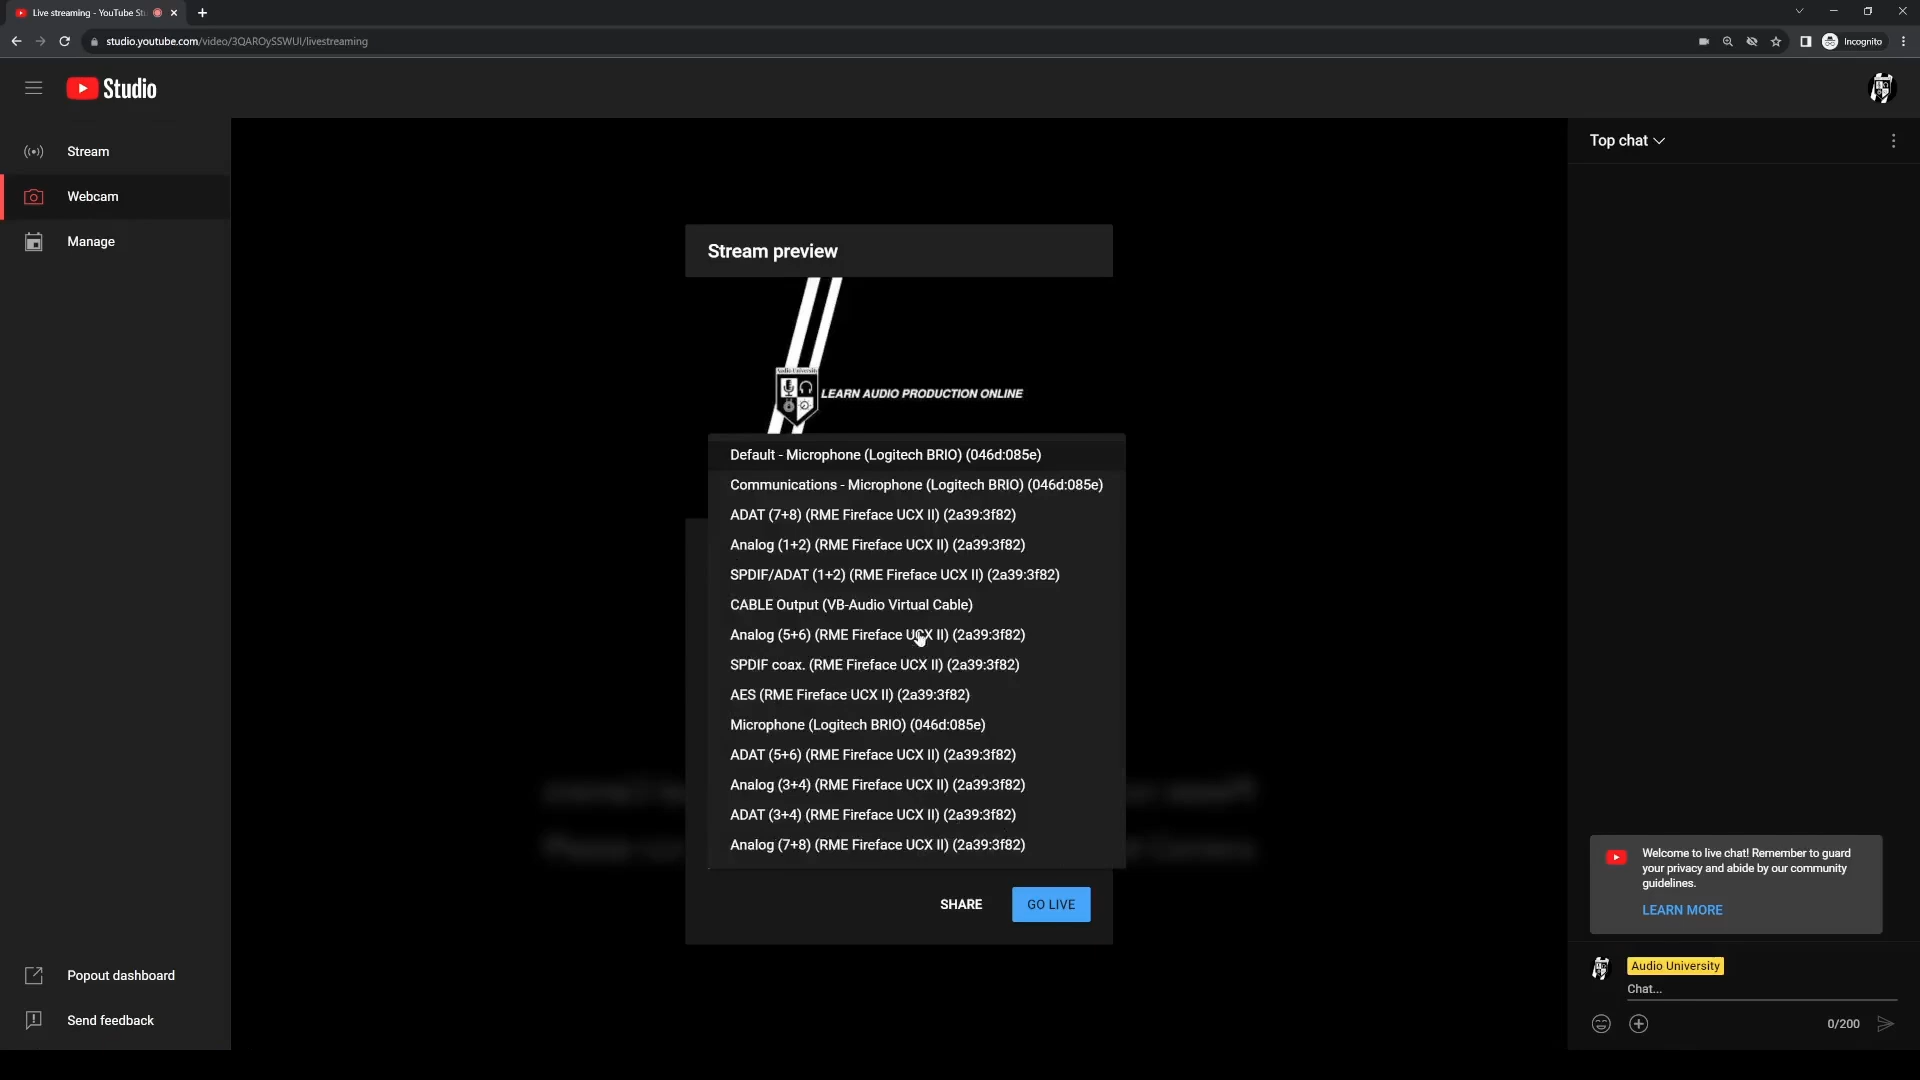 Live streaming - YouTube St
studio.youtube.com/video/3QAROySSWUI/livestreaming
Incognito
Studio
Stream
Webcam
Manage
Popout dashboard
Send feedback
Stream preview
Audio University
LEARN AUDIO PRODUCTION ONLINE
Default - Microphone (Logitech BRIO) (046d:085e)
Communications - Microphone (Logitech BRIO) (046d:085e)
ADAT (7+8) (RME Fireface UCX II) (2a39:3f82)
Analog (1+2) (RME Fireface UCX II) (2a39:3f82)
SPDIF/ADAT (1+2) (RME Fireface UCX II) (2a39:3f82)
CABLE Output (VB-Audio Virtual Cable)
Analog (5+6) (RME Fireface UCX II) (2a39:3f82)
SPDIF coax. (RME Fireface UCX II) (2a39:3f82)
AES (RME Fireface UCX II) (2a39:3f82)
Microphone (Logitech BRIO) (046d:085e)
ADAT (5+6) (RME Fireface UCX II) (2a39:3f82)
Analog (3+4) (RME Fireface UCX II) (2a39:3f82)
ADAT (3+4) (RME Fireface UCX II) (2a39:3f82)
Analog (7+8) (RME Fireface UCX II) (2a39:3f82)
SHARE
GO LIVE
Top chat
Welcome to live chat! Remember to guard
your privacy and abide by our community
guidelines.
LEARN MORE
Audio University
Chat...
0/200